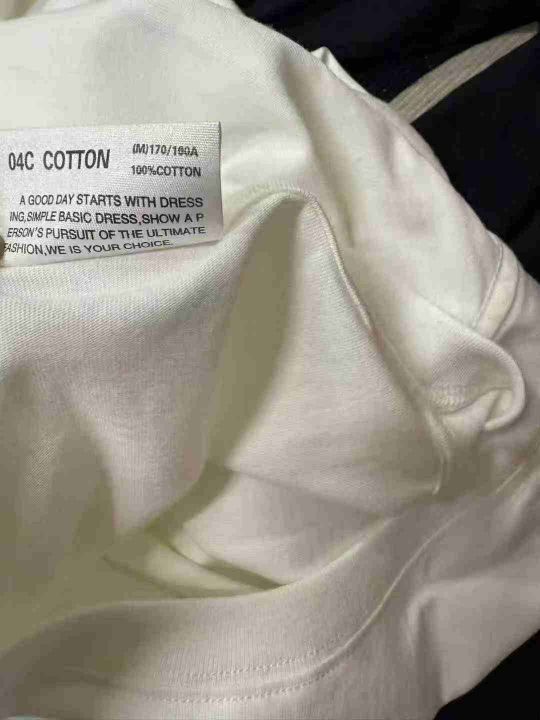 04C COTTON
(M)170/100A
100%COTTON
A GOOD DAY STARTS WITH DRESS
ING,SIMPLE BASIC DRESS,SHOW A P
ERSON'S PURSUIT OF THE ULTIMATE
FASHION,WE IS YOUR CHOICE.